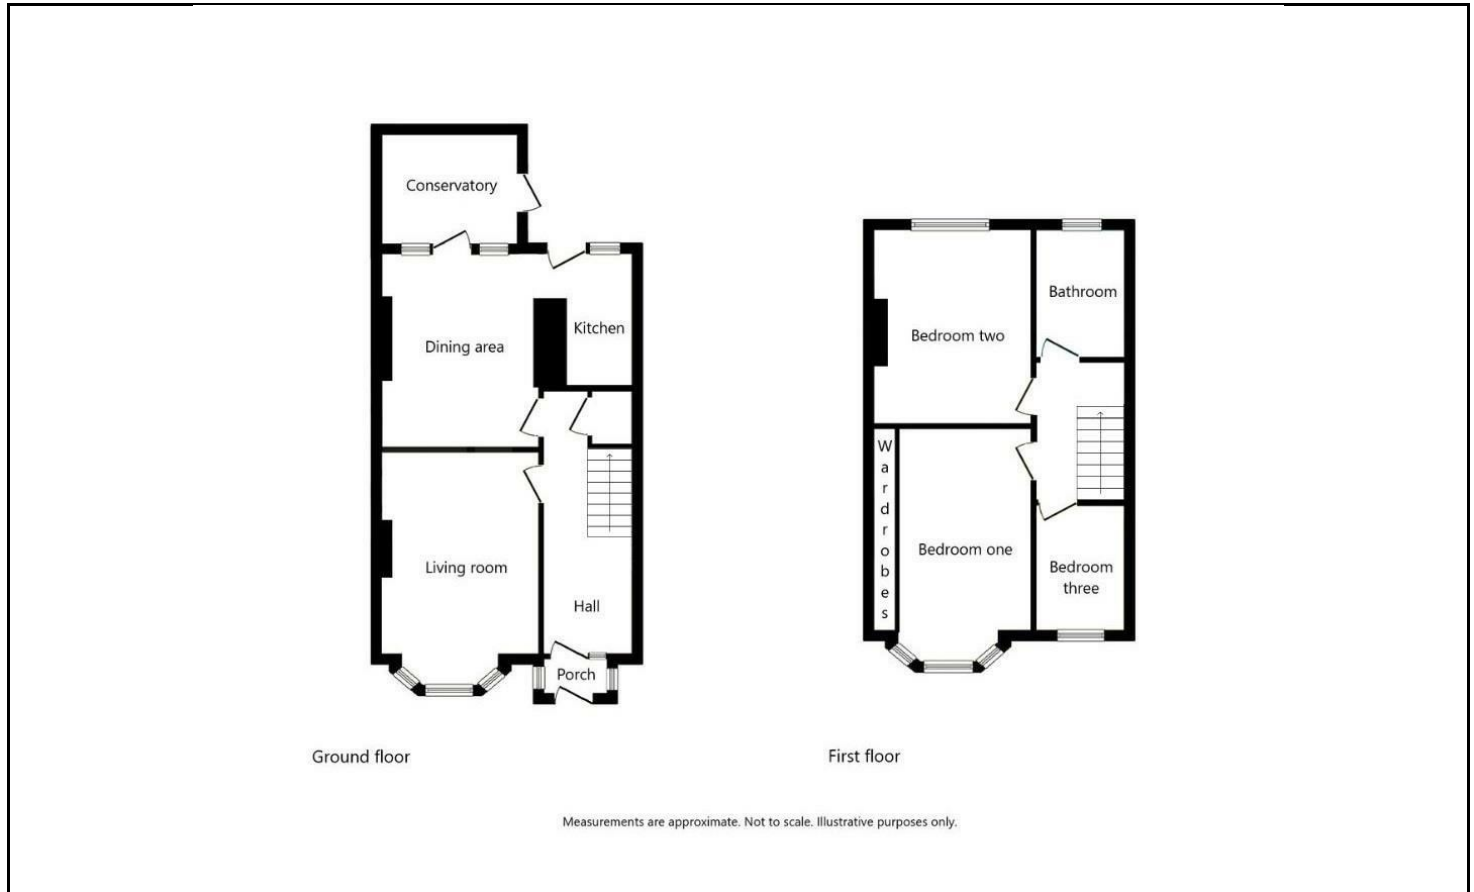 Conservatory
Kitchen
Dining area
Living room
Hall
Porch
Ground floor
Bathroom
Bedroom two
Wardrobes
Bedroom one
Bedroom
three
First floor
Measurements are approximate. Not to scale. Illustrative purposes only.